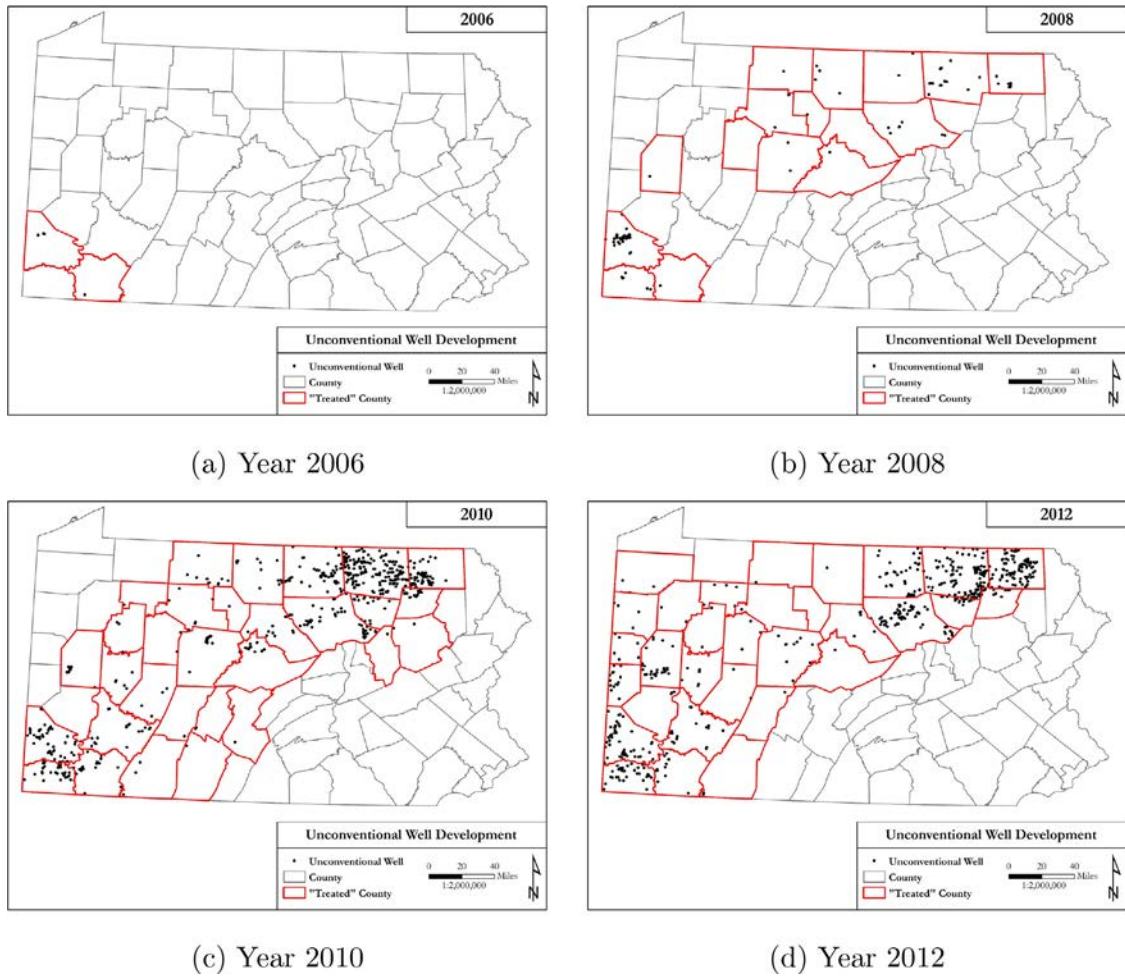 2006
Unconventional Well Development
Unconventional Well
County
"Treated" County
0 20 40
Miles
1:2,000,000
N
(a) Year 2006
2008
Unconventional Well Development
Unconventional Well
County
"Treated" County
0 20 40
Miles
1:2,000,000
N
(b) Year 2008
2010
Unconventional Well Development
Unconventional Well
County
"Treated" County
0 20 40
Miles
1:2,000,000
N
(c) Year 2010
2012
Unconventional Well Development
Unconventional Well
County
"Treated" County
0 20 40
Miles
1:2,000,000
N
(d) Year 2012